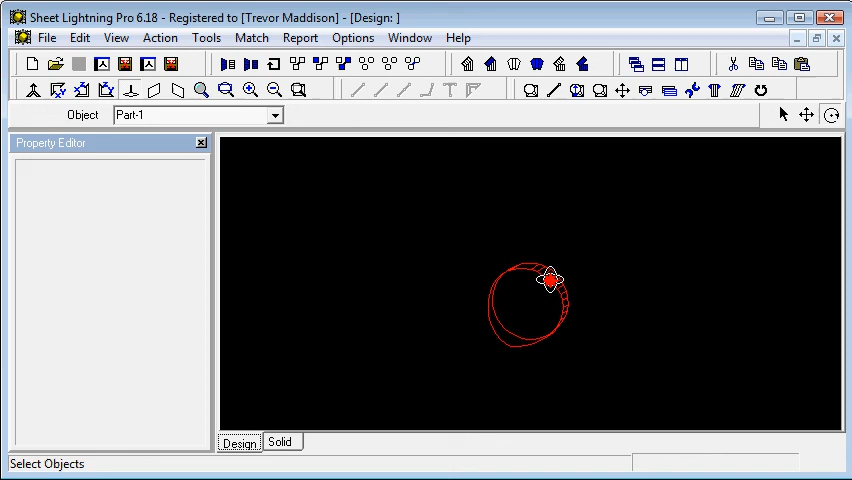 Sheet Lightning Pro 6.18 - Registered to [Trevor Maddison] - [Design: ]
File Edit View Action Tools Match Report Options Window Help
Object Part-1
Property Editor
Design Solid
Select Objects